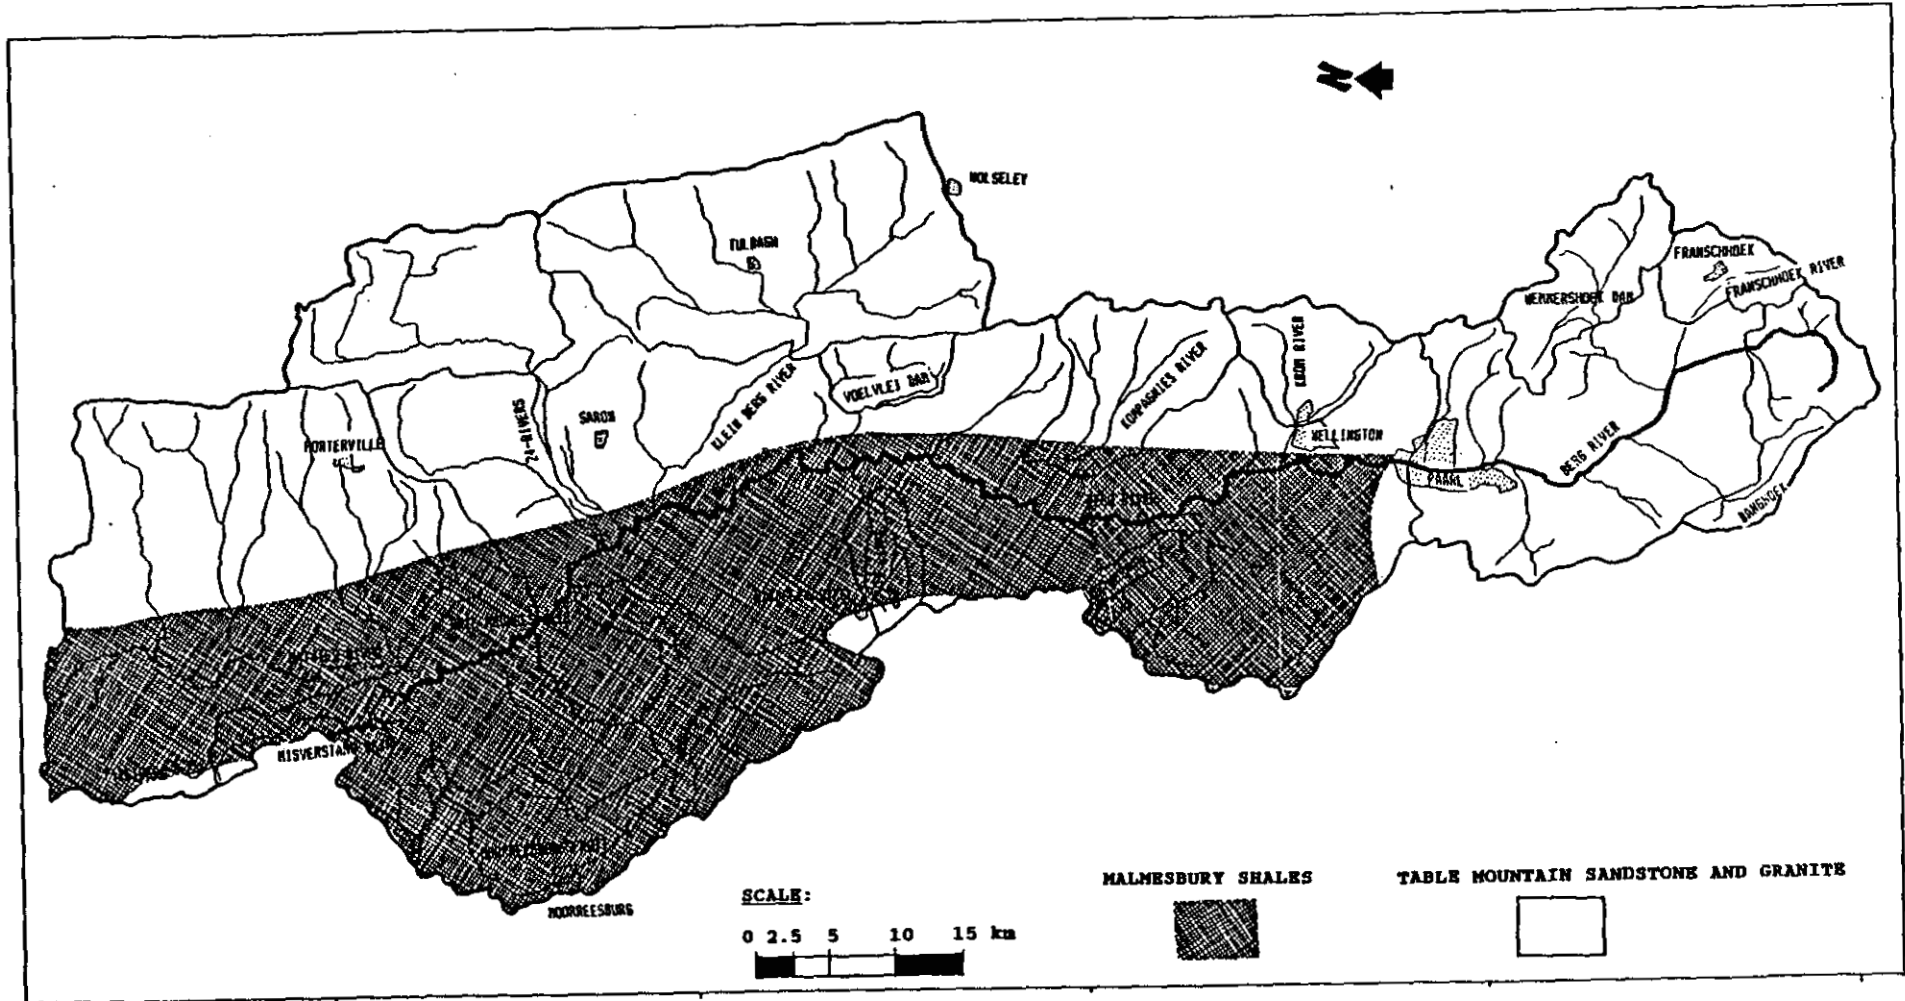 N
WOLSELEY
TULBAGH
FRANSCHHOEK
FRANSCHHOEK RIVER
WEMMERSHOEK DAM
KROM RIVER
KOMPAGNIES RIVER
VOELVLEI DAM
KLEIN BERG RIVER
SARON
24-RIVERS
PORTERVILLE
WELLINGTON
BERG RIVER
PAARL
BANGHOEK
MOORREESBURG
SCALE:
0 2.5 5 10 15 km
MALMESBURY SHALES
TABLE MOUNTAIN SANDSTONE AND GRANITE